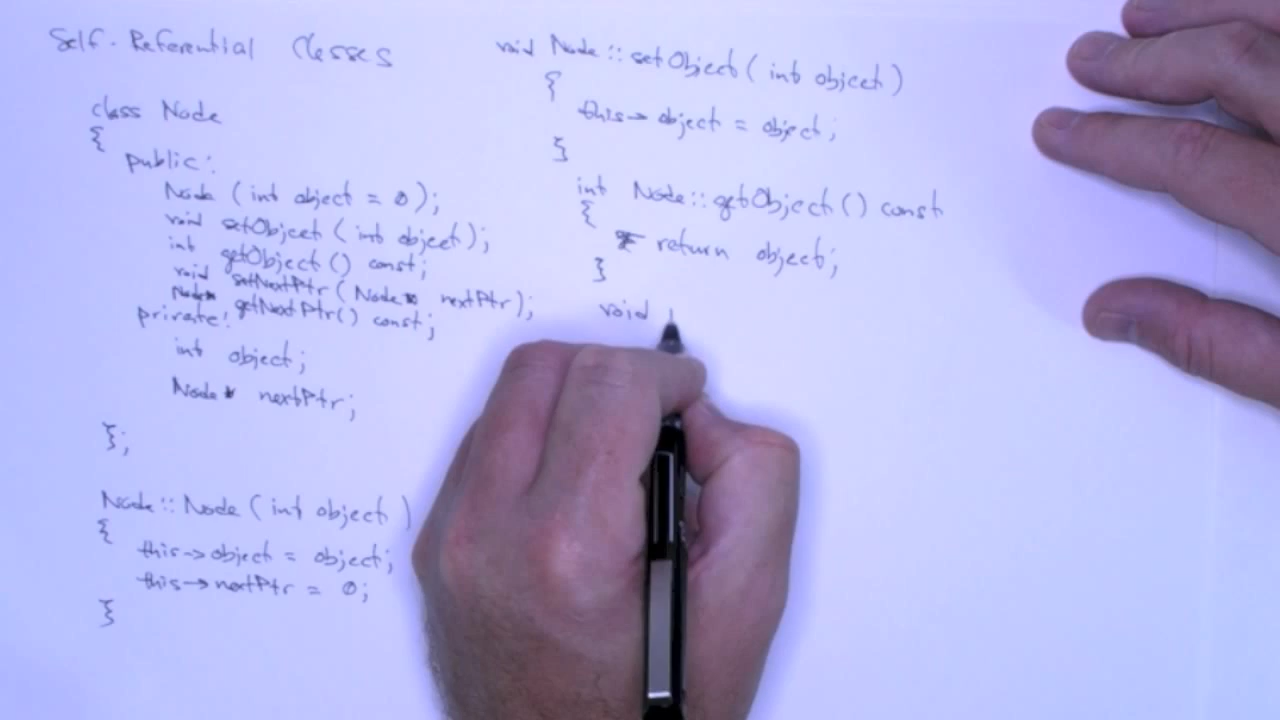 Self-Referential Classes
class Node
{
public:
Node (int object = 0);
void setObject (int object);
int getObject () const;
void setNextPtr (Node* nextPtr);
Node* getNextPtr() const;
private:
int object;
Node* nextPtr;
};
Node::Node (int object)
{
this->object = object;
this->nextPtr = 0;
}
void Node::setObject (int object)
{
this->object = object;
}
int Node::getObject () const
{
return object;
}
void